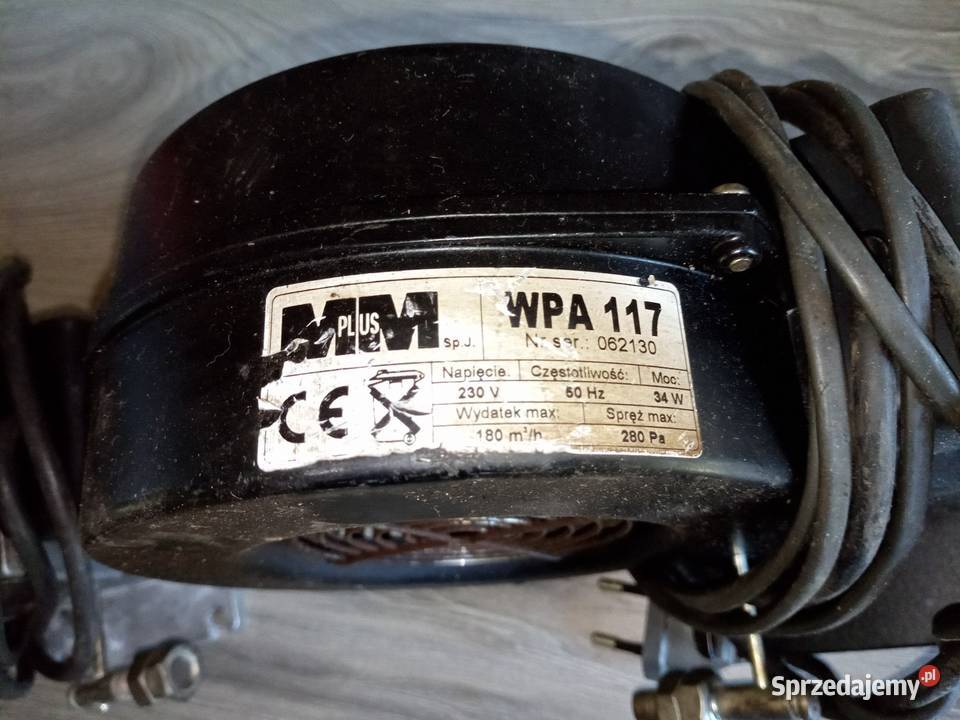 MM PLUS sp.J.
WPA 117
Nr ser.: 062130
Napięcie: Częstotliwość: Moc:
230 V 50 Hz 34 W
Wydatek max: Spręż max:
180 m³/h 280 Pa
CE
Sprzedajemy.pl